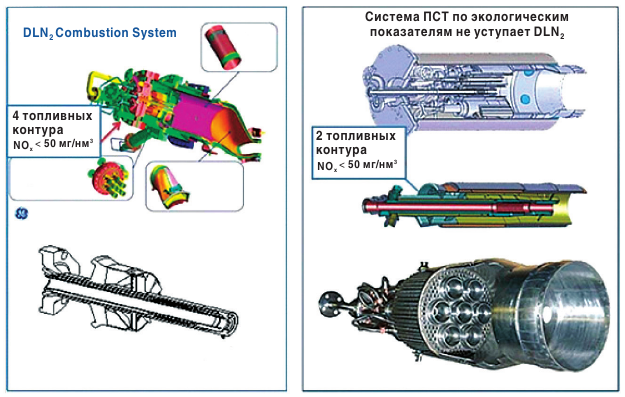 DLN2 Combustion System
4 топливных
контура
NOx < 50 мг/нм³
GE
Система ПСТ по экологическим
показателям не уступает DLN2
2 топливных
контура
NOx < 50 мг/нм³